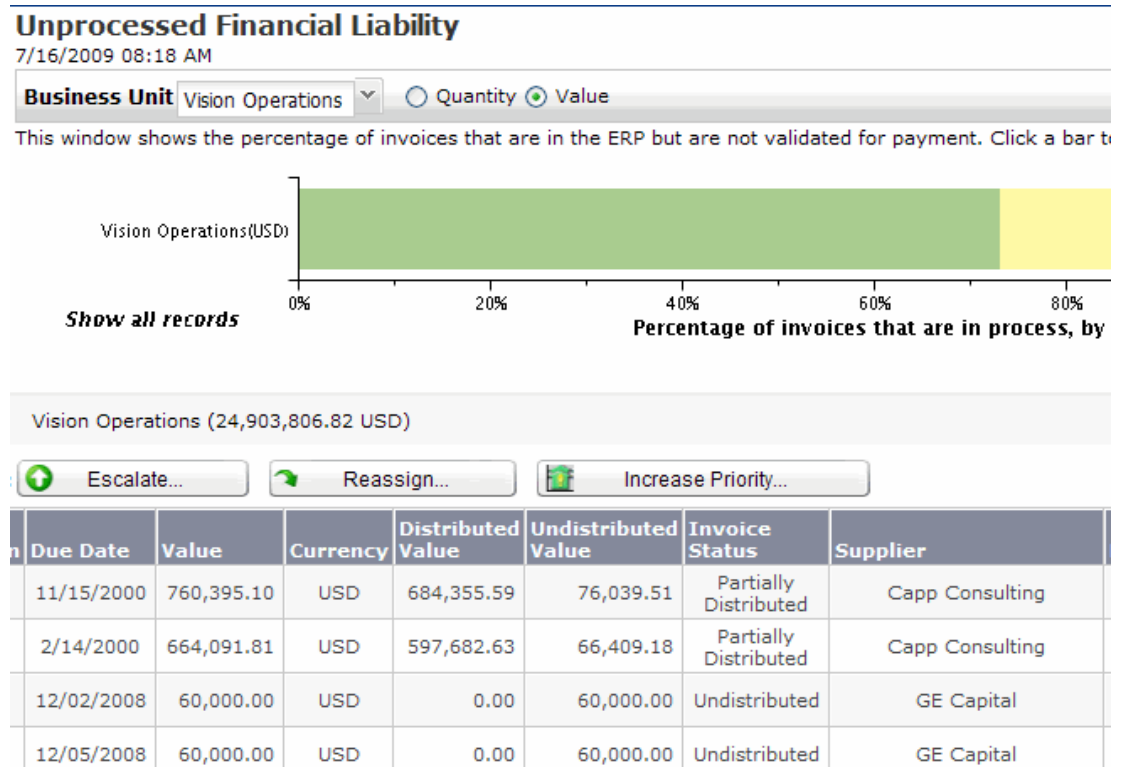 Unprocessed Financial Liability
7/16/2009 08:18 AM
Business Unit Vision Operations Quantity Value
This window shows the percentage of invoices that are in the ERP but are not validated for payment. Click a bar t
Vision Operations(USD)
0% 20% 40% 60% 80%
Show all records
Percentage of invoices that are in process, by
Vision Operations (24,903,806.82 USD)
Escalate... Reassign... Increase Priority...
n Due Date Value Currency Distributed Value Undistributed Value Invoice Status Supplier
11/15/2000 760,395.10 USD 684,355.59 76,039.51 Partially Distributed Capp Consulting
2/14/2000 664,091.81 USD 597,682.63 66,409.18 Partially Distributed Capp Consulting
12/02/2008 60,000.00 USD 0.00 60,000.00 Undistributed GE Capital
12/05/2008 60,000.00 USD 0.00 60,000.00 Undistributed GE Capital